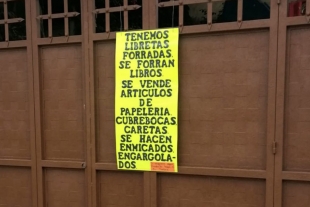 TENEMOS
LIBRETAS
FORRADAS.
SE FORRAN
LIBROS.
SE VENDE
ARTICULOS
DE
PAPELERIA
CUBREBOCAS
CARETAS.
SE HACEN
ENMICADOS.
ENGARGOLA-
DOS.